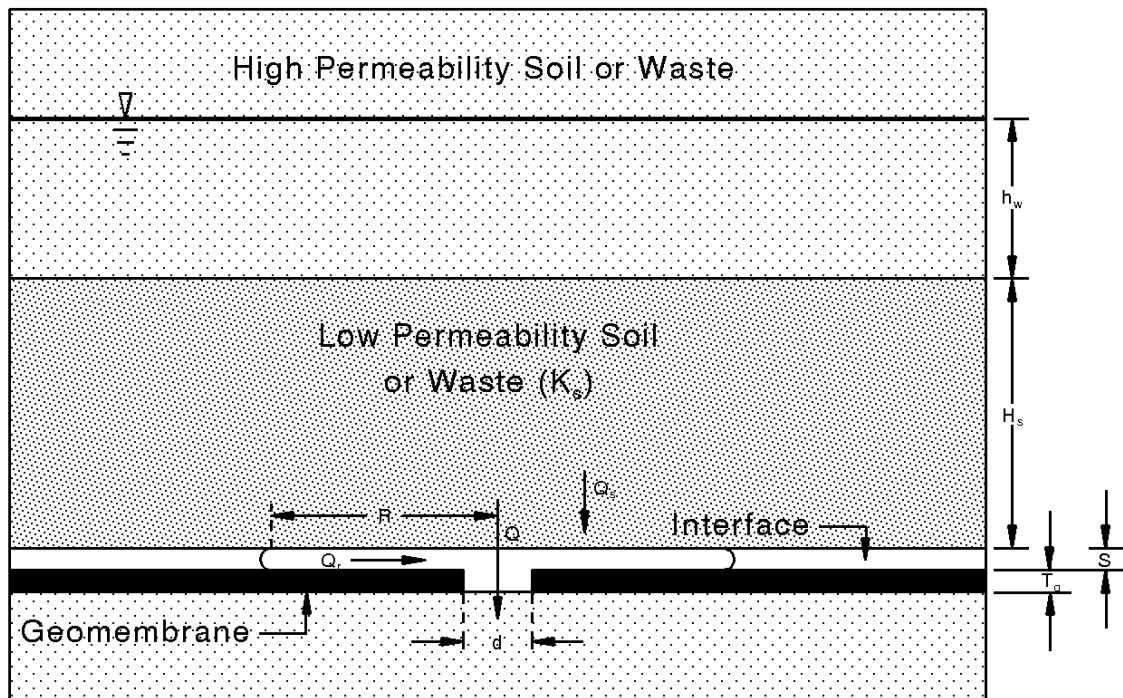 High Permeability Soil or Waste
h_w
Low Permeability Soil
or Waste (K_s)
H_s
Q_s
R
Q
Interface
Q_r
S
T_g
Geomembrane
d